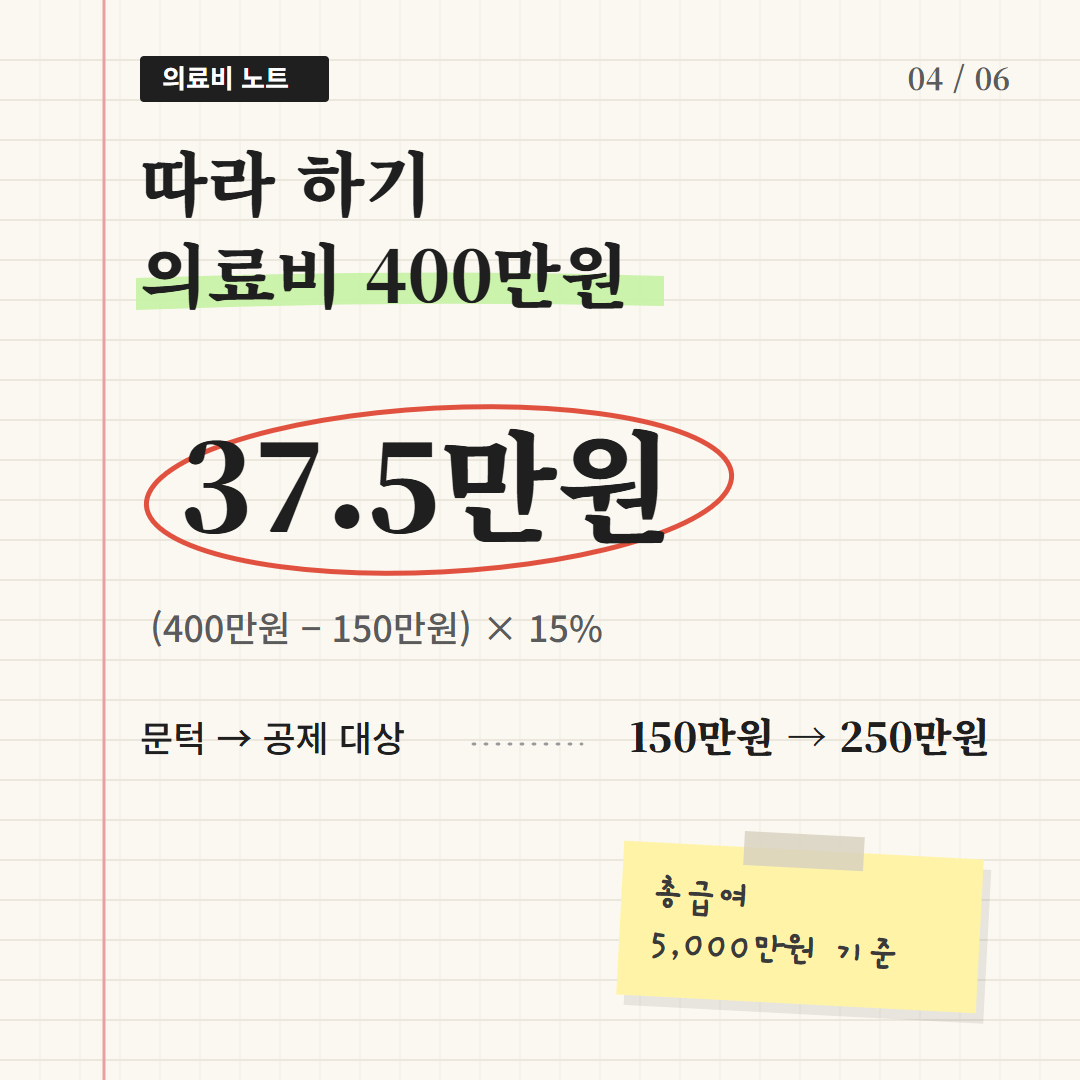 의료비 노트
04 / 06
따라 하기
의료비 400만원
37.5만원
(400만원 − 150만원) × 15%
문턱 → 공제 대상 ········· 150만원 → 250만원
총급여
5,000만원 기준